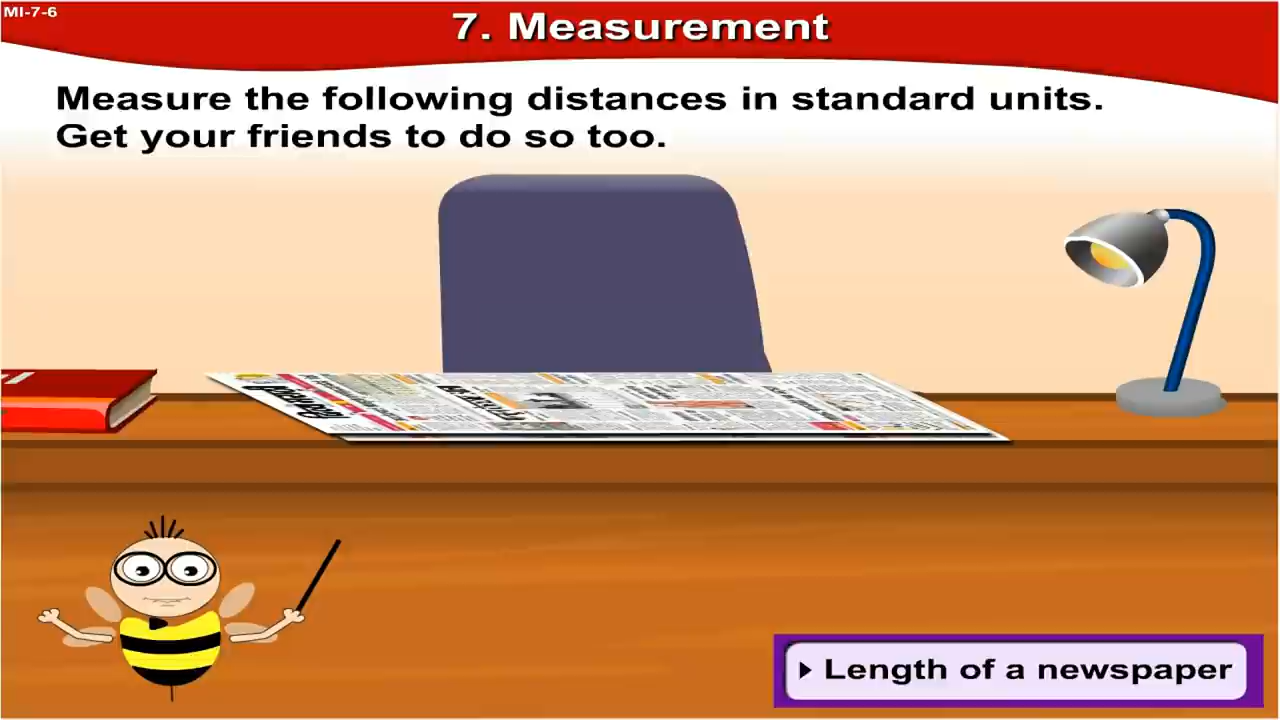 MI-7-6
7. Measurement
Measure the following distances in standard units.
Get your friends to do so too.
Length of a newspaper